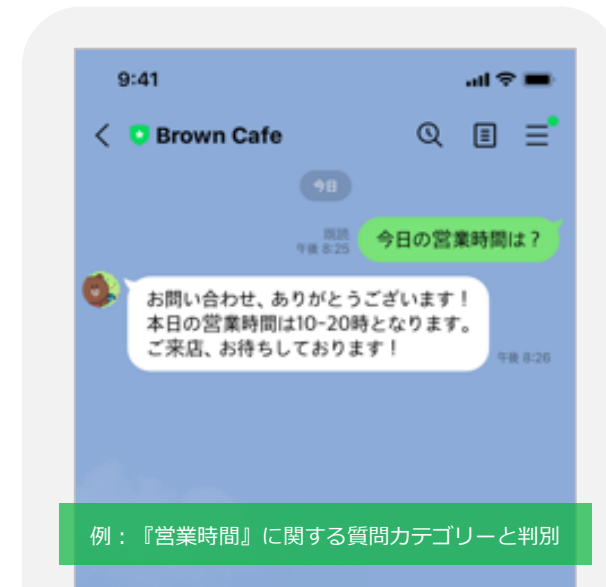 9:41
Brown Cafe
今日
既読
午後 8:25
今日の営業時間は？
お問い合わせ、ありがとうございます！
本日の営業時間は10-20時となります。
ご来店、お待ちしております！
午後 8:26
例：『営業時間』に関する質問カテゴリーと判別